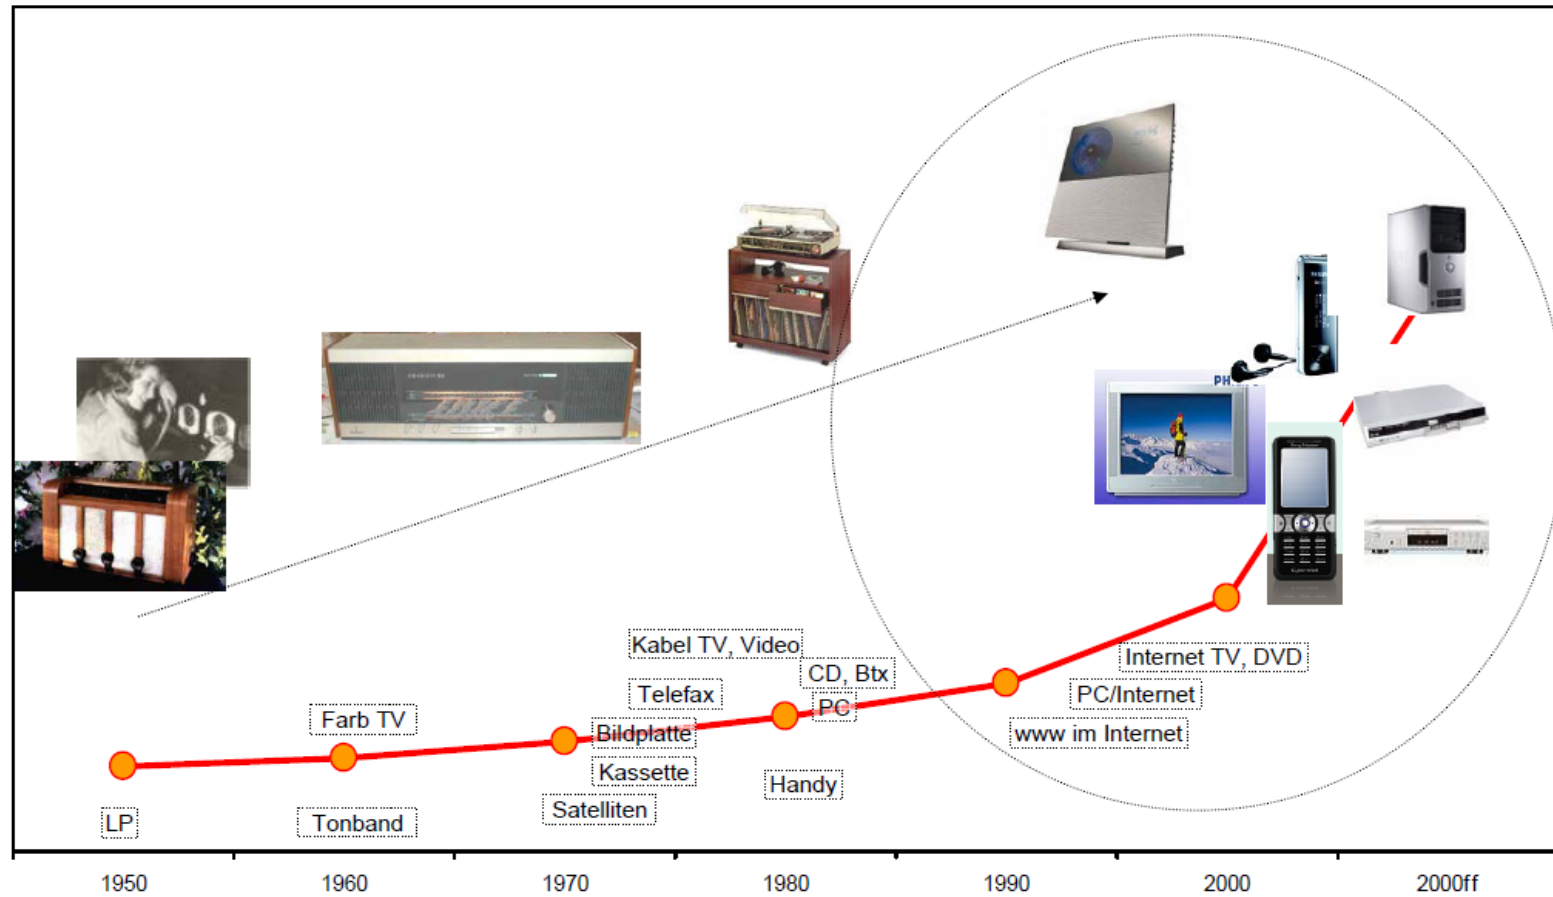 PHILIPS
Kabel TV, Video
Internet TV, DVD
CD, Btx
Telefax
PC/Internet
PC
Farb TV
Bildplatte
www im Internet
Kassette
Handy
Satelliten
LP
Tonband
1950
1960
1970
1980
1990
2000
2000ff